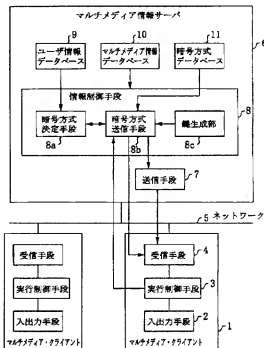 マルチメディア情報サーバ
9 10 11
ユーザ情報
データベース
マルチメディア情報
データベース
暗号方式
データベース
6
情報制御手段
8
暗号方式
決定手段
暗号方式
送信手段
鍵生成部
8a 8b 8c
送信手段
7
5 ネットワーク
受信手段
受信手段
4
実行制御手段
実行制御手段
3
入出力手段
入出力手段
2
1
マルチメディア・クライアント
マルチメディア・クライアント